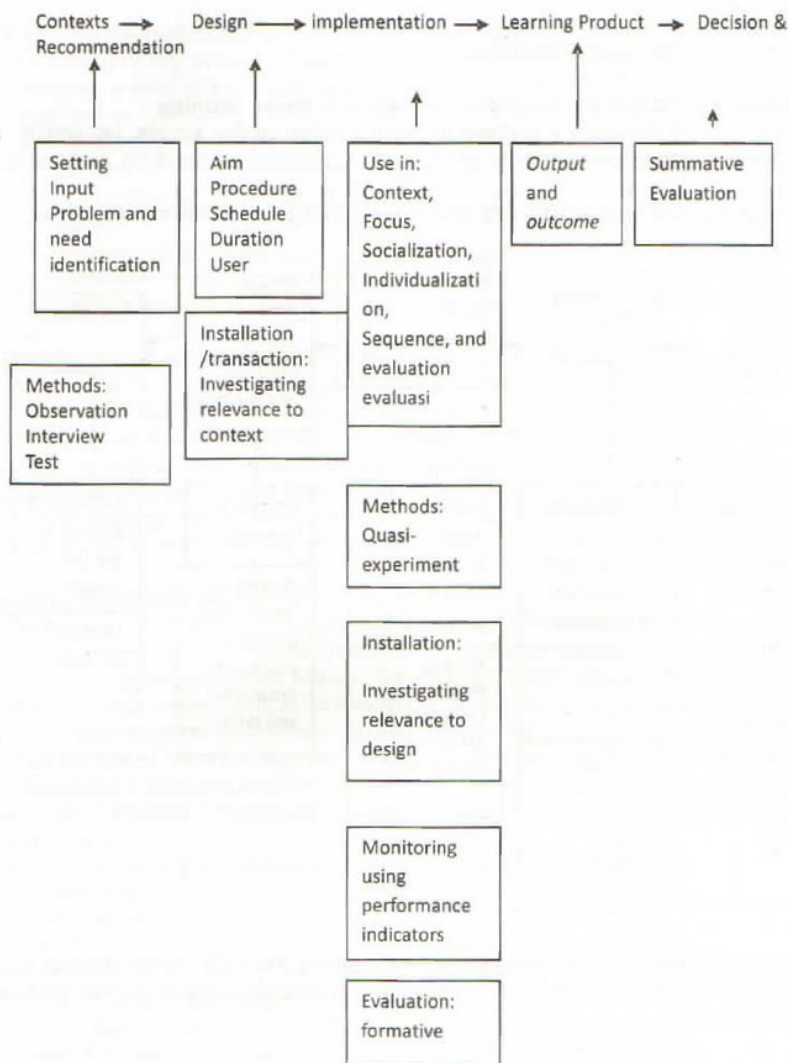 Contexts → Design → implementation → Learning Product → Decision &
Recommendation
Setting
Input
Problem and
need
identification
Methods:
Observation
Interview
Test
Aim
Procedure
Schedule
Duration
User
Installation
/transaction:
Investigating
relevance to
context
Use in:
Context,
Focus,
Socialization,
Individualizati
on,
Sequence, and
evaluation
evaluasi
Methods:
Quasi-
experiment
Installation:
Investigating
relevance to
design
Monitoring
using
performance
indicators
Evaluation:
formative
Output
and
outcome
Summative
Evaluation